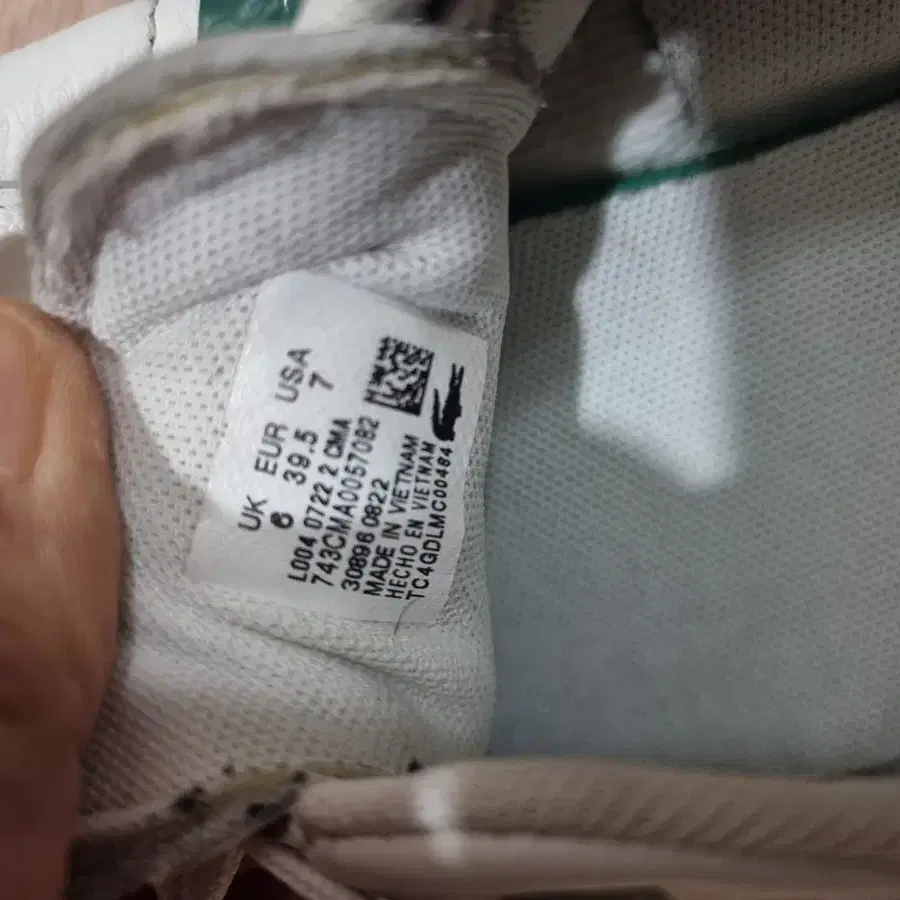 UK EUR USA
6 39.5 7
L004 0722 2 CMA
743CMA00570B2
30896 0822
MADE IN VIETNAM
HECHO EN VIETNAM
TC4GDLMC00484